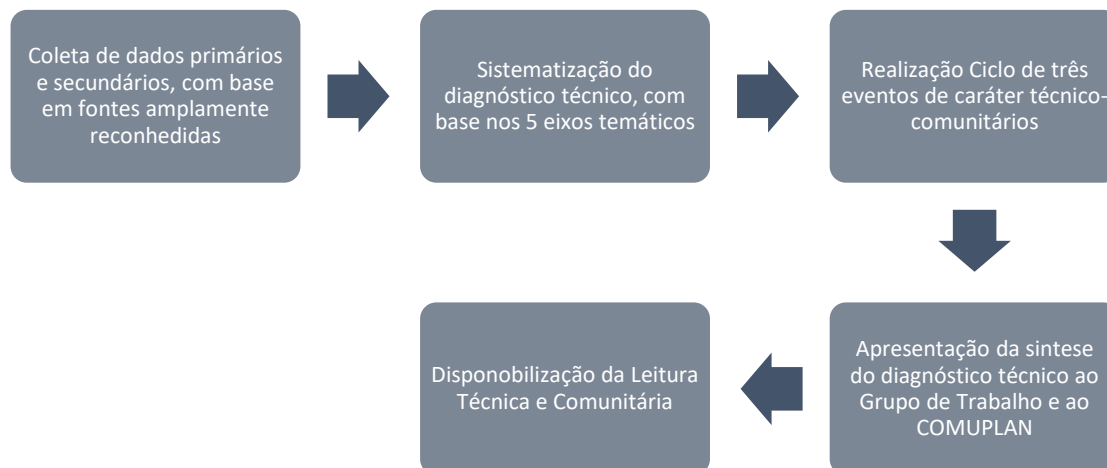 Coleta de dados primários
e secundários, com base
em fontes amplamente
reconhedidas
Sistematização do
diagnóstico técnico, com
base nos 5 eixos temáticos
Realização Ciclo de três
eventos de caráter técnico-
comunitários
Apresentação da sintese
do diagnóstico técnico ao
Grupo de Trabalho e ao
COMUPLAN
Disponobilização da Leitura
Técnica e Comunitária